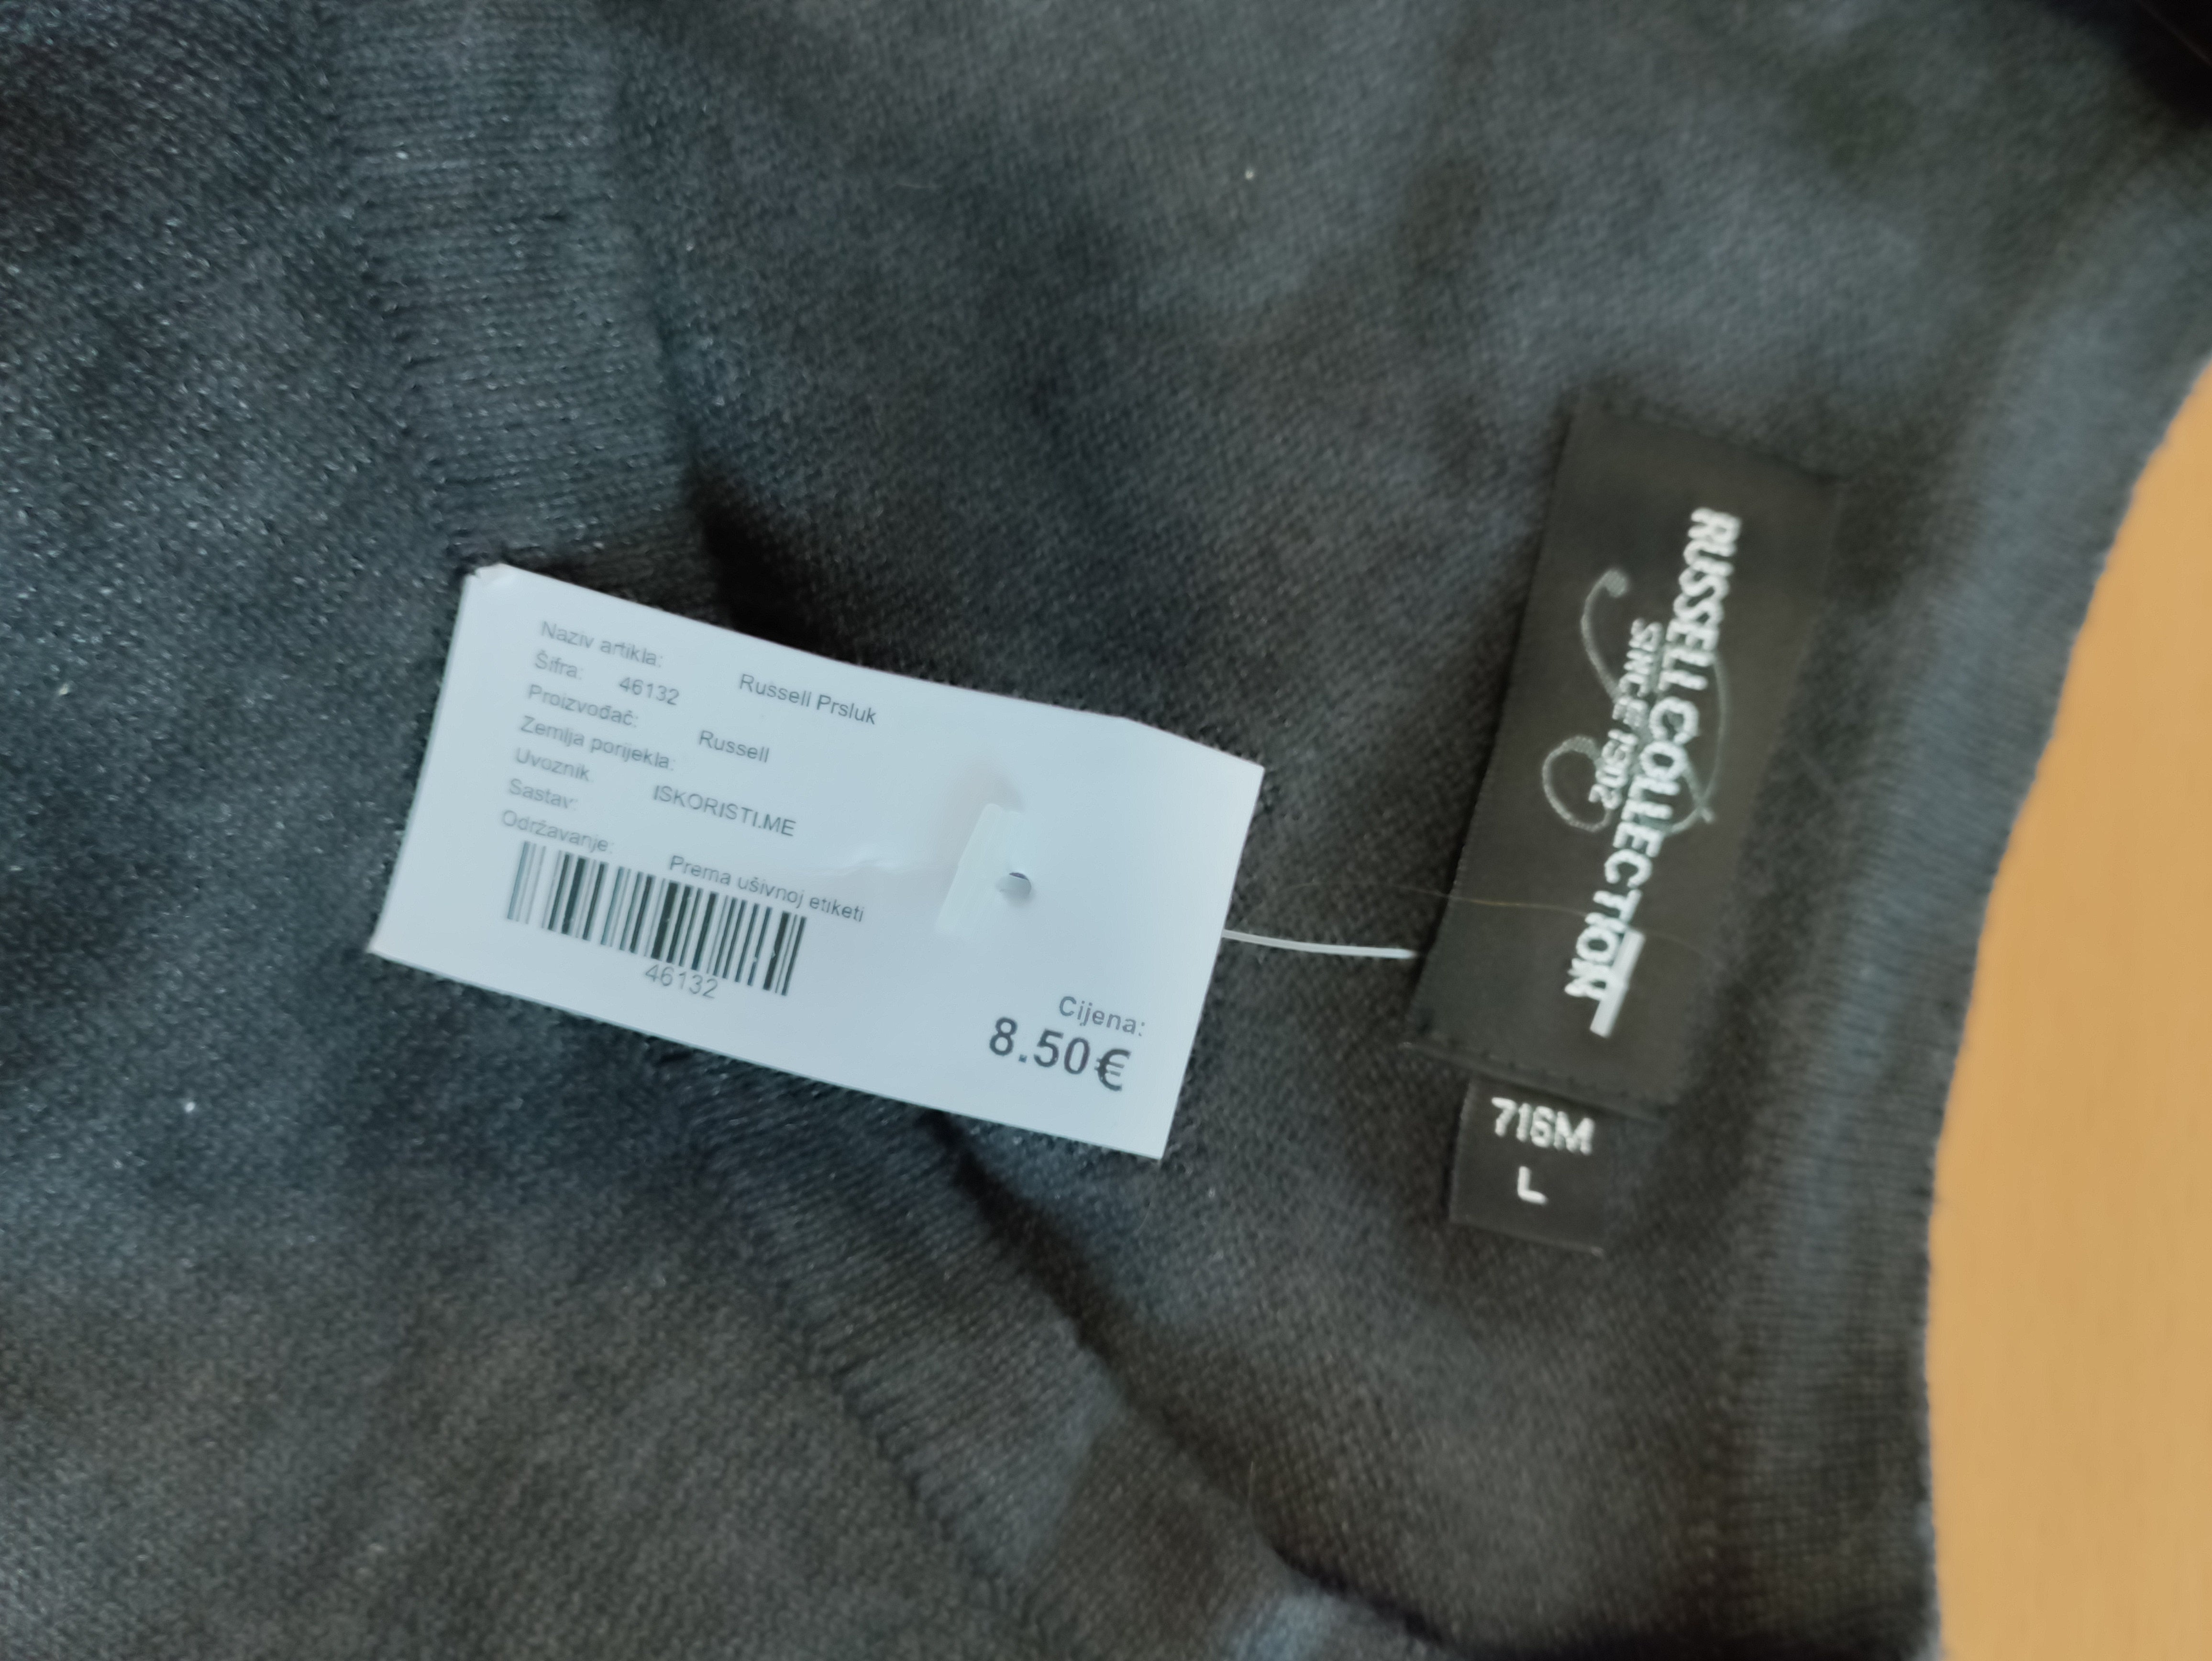 Naziv artikla: Russell Prsluk
Šifra: 46132
Proizvođač: Russell
Zemlja porijekla:
Uvoznik: ISKORISTI.ME
Sastav:
Održavanje: Prema ušivnoj etiketi
46132
Cijena:
8.50€
RUSSELL COLLECTION
SINCE 1902
716M
L